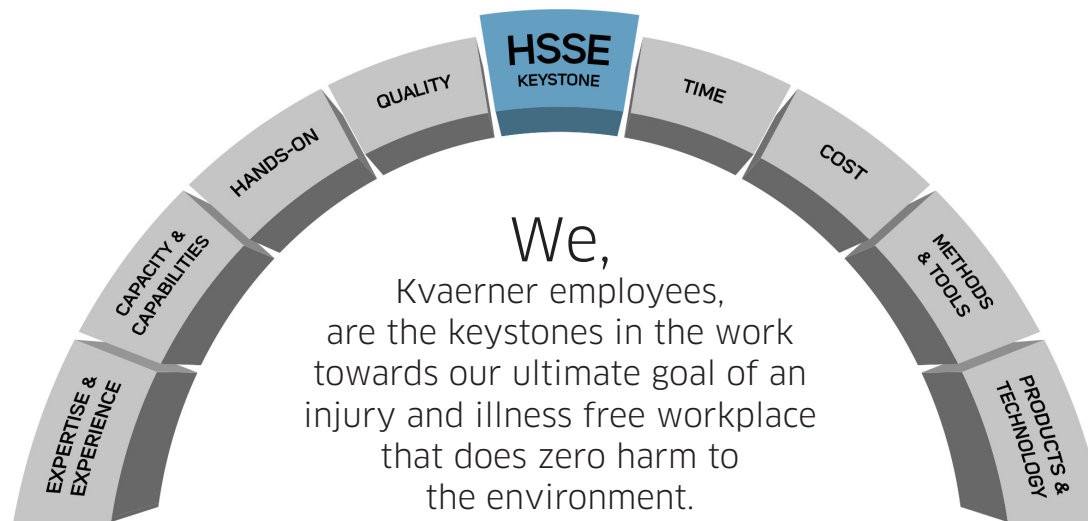 EXPERTISE &
EXPERIENCE
CAPACITY &
CAPABILITIES
HANDS-ON
QUALITY
HSSE
KEYSTONE
TIME
COST
METHODS
& TOOLS
PRODUCTS &
TECHNOLOGY
We,
Kvaerner employees,
are the keystones in the work
towards our ultimate goal of an
injury and illness free workplace
that does zero harm to
the environment.